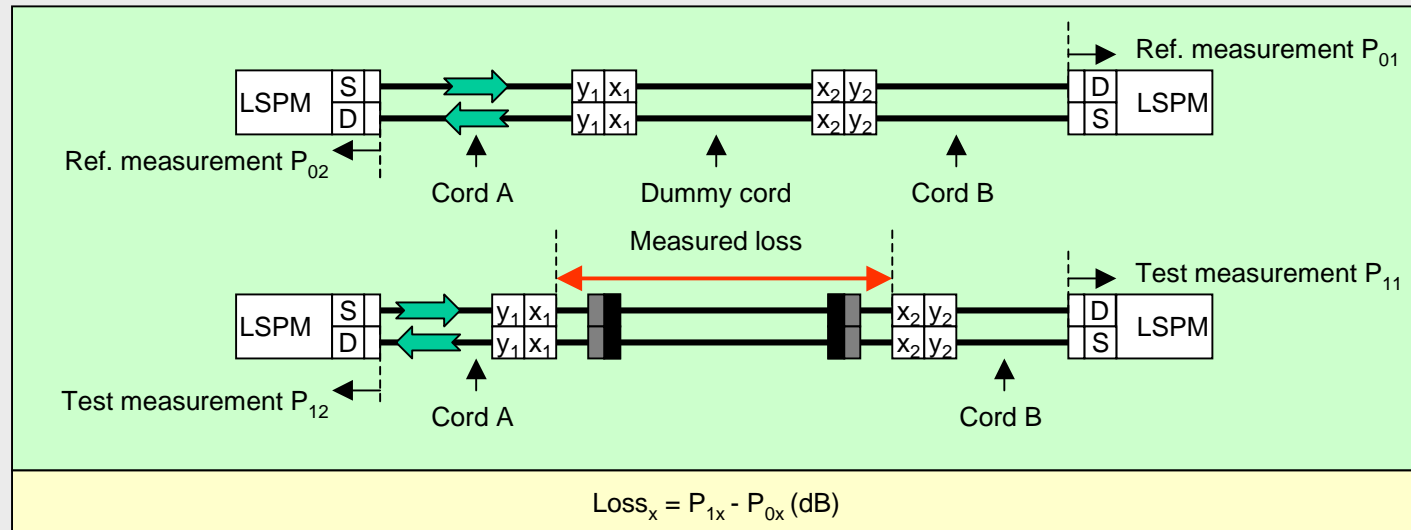 Ref. measurement P01
LSPM S y1 x1 x2 y2 D LSPM
D y1 x1 x2 y2 S
Ref. measurement P02
Cord A Dummy cord Cord B
Measured loss
Test measurement P11
LSPM S y1 x1 x2 y2 D LSPM
D y1 x1 x2 y2 S
Test measurement P12
Cord A Cord B
Lossx = P1x - P0x (dB)